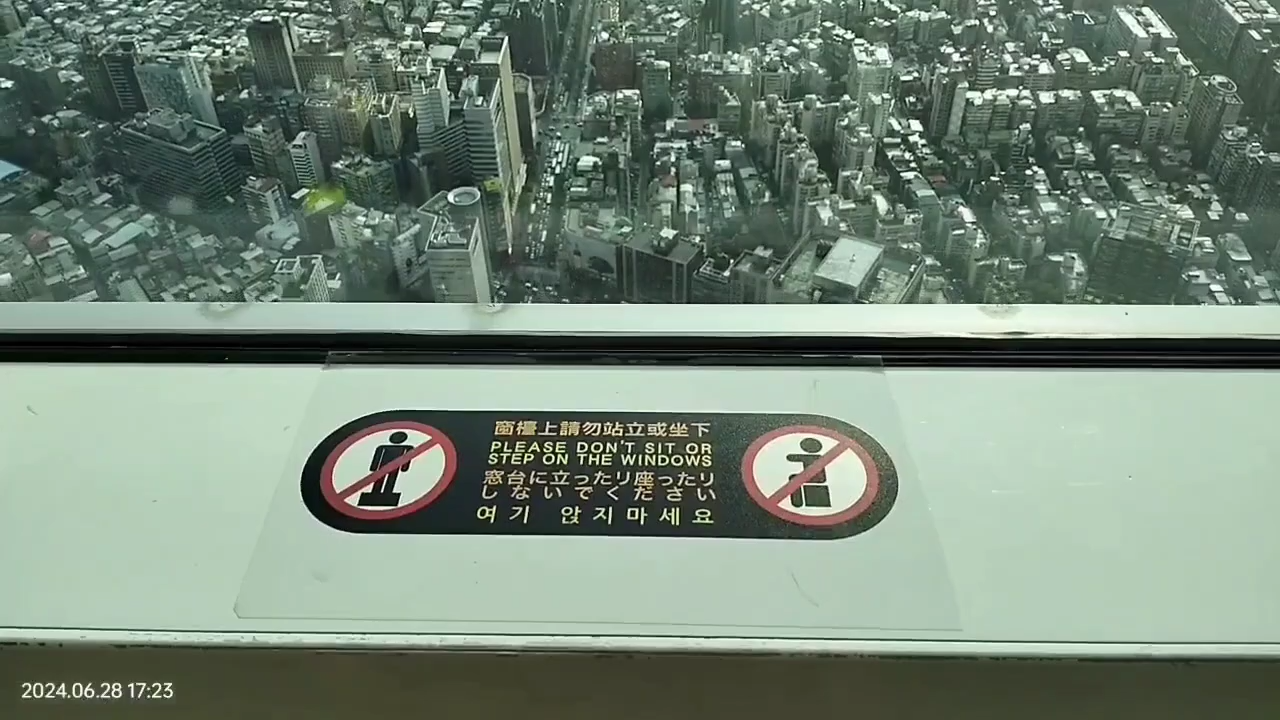 窗檯上請勿站立或坐下
PLEASE DON'T SIT OR
STEP ON THE WINDOWS
窓台に立ったり座ったり
しないでください
여기 앉지마세요
2024.06.28 17:23